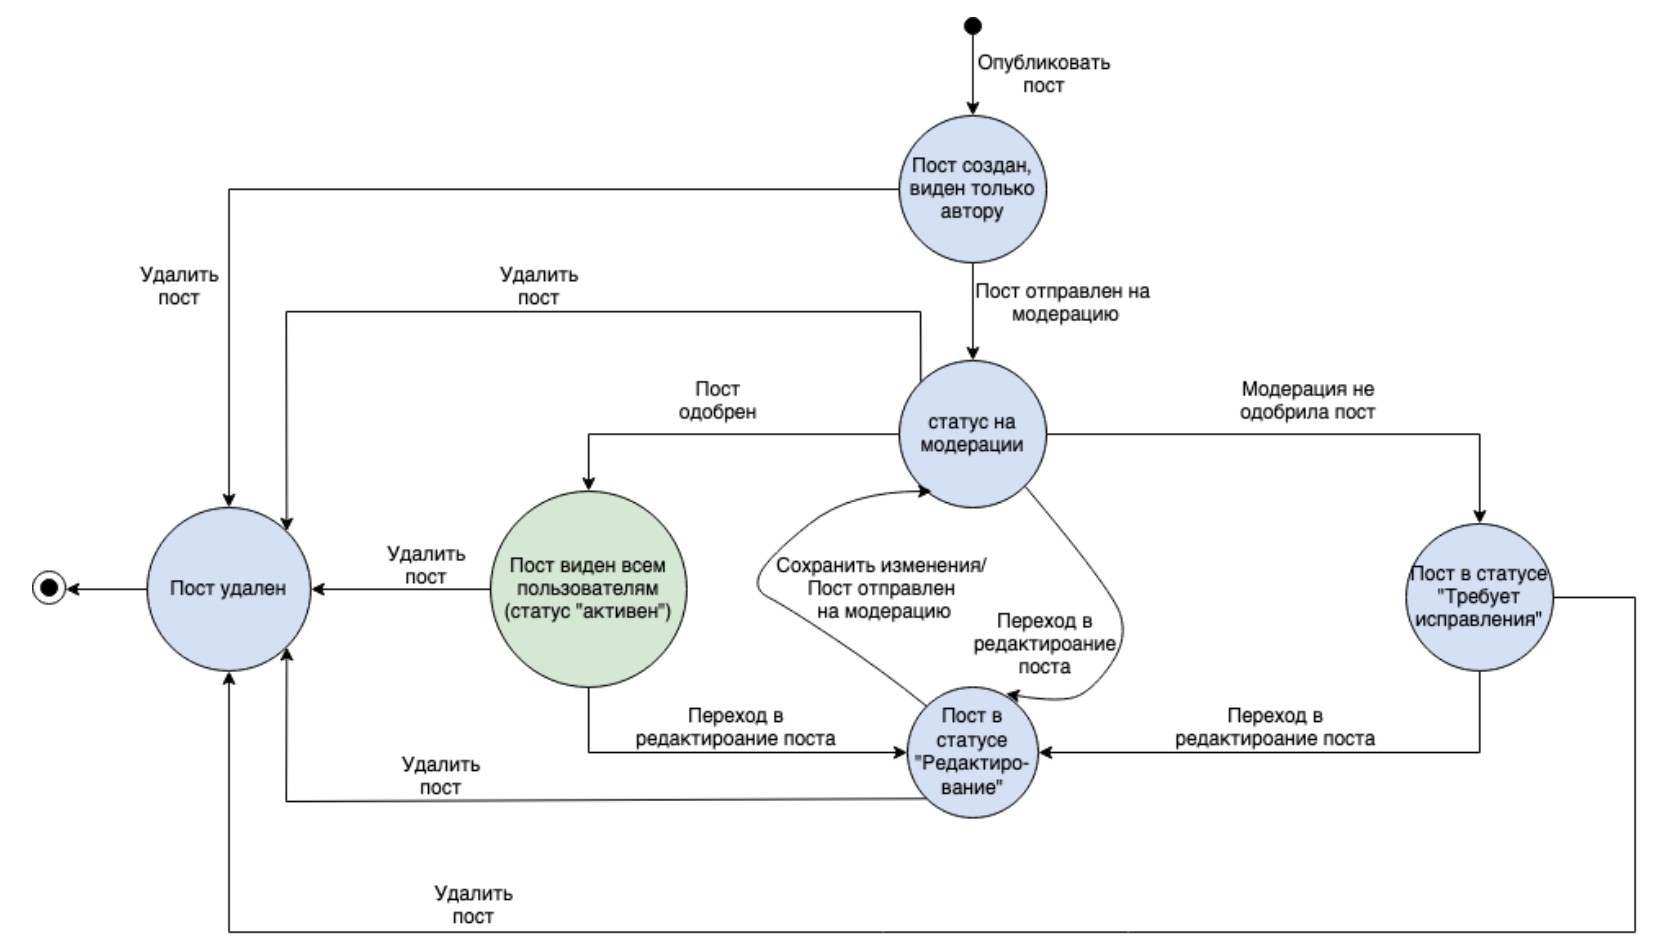 Опубликовать
пост
Пост создан,
виден только
автору
Удалить
пост
Удалить
пост
Пост отправлен на
модерацию
Пост
одобрен
статус на
модерации
Модерация не
одобрила пост
Пост удален
Удалить
пост
Пост виден всем
пользователям
(статус "активен")
Сохранить изменения/
Пост отправлен
на модерацию
Переход в
редактироание
поста
Пост в статусе
"Требует
исправления"
Переход в
редактироание поста
Пост в
статусе
"Редактиро-
вание"
Переход в
редактироание поста
Удалить
пост
Удалить
пост